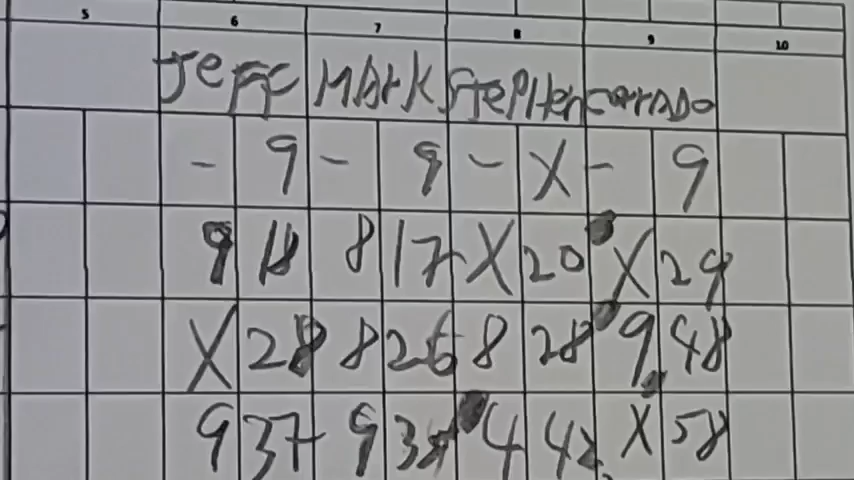 5 6 7 8 9 10
Jeff Mark Stephen Corrado
- 9 - 9 - X - 9
9 18 8 17 X 20 X 29
X 28 8 26 8 28 9 48
9 37 9 4 42 X 58